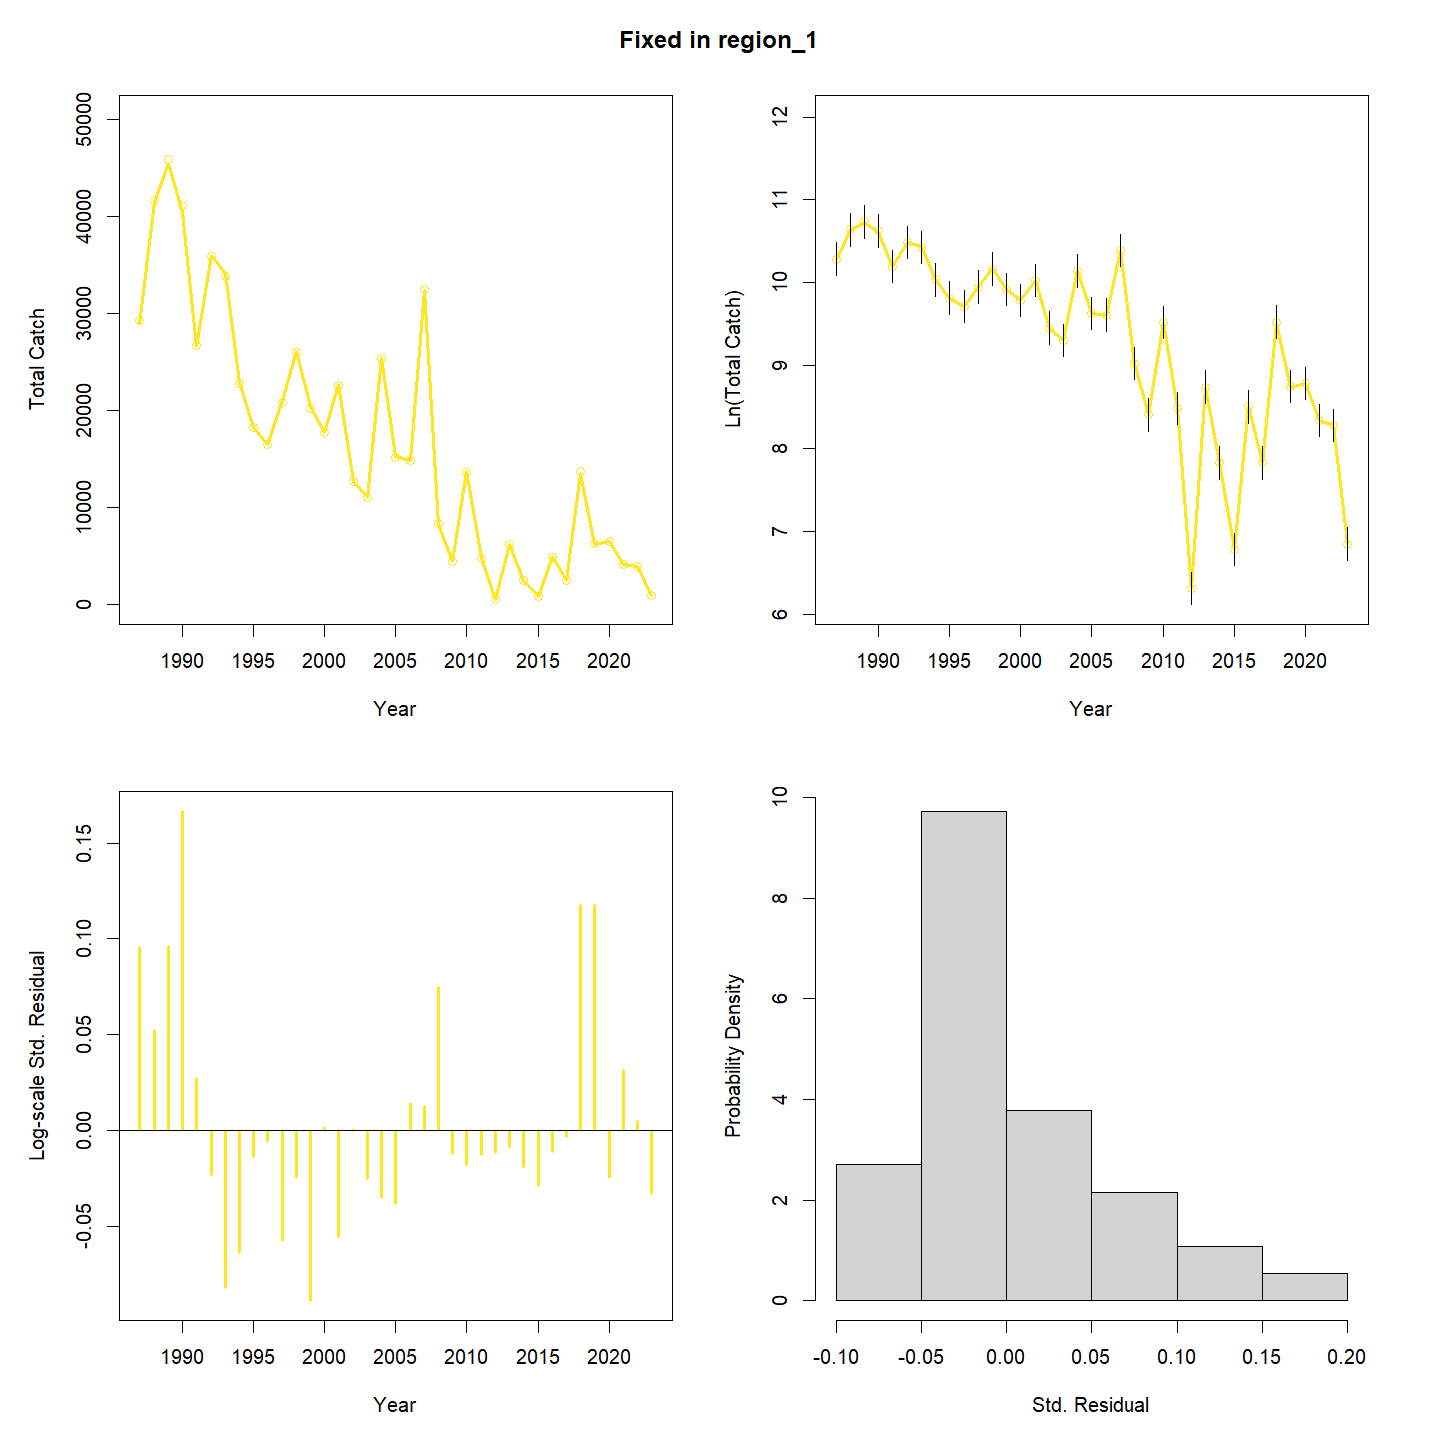 Fixed in region_1
Total Catch
0 10000 20000 30000 40000 50000
1990 1995 2000 2005 2010 2015 2020
Year
Ln(Total Catch)
6 7 8 9 10 11 12
1990 1995 2000 2005 2010 2015 2020
Year
Log-scale Std. Residual
-0.05 0.00 0.05 0.10 0.15
1990 1995 2000 2005 2010 2015 2020
Year
Probability Density
0 2 4 6 8 10
-0.10 -0.05 0.00 0.05 0.10 0.15 0.20
Std. Residual